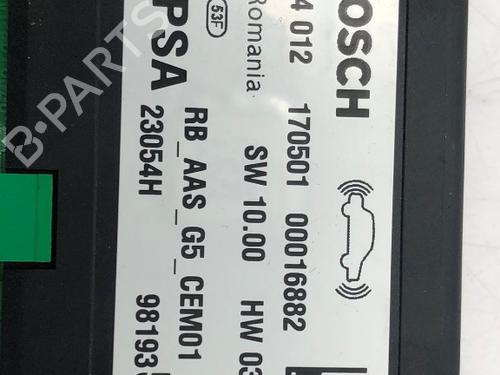 BOSCH
4 012 170501 00016882
Romania SW 10.00 HW 03
53F
PSA RB_AAS_G5_CEM01
23054H 98193
B-PARTS